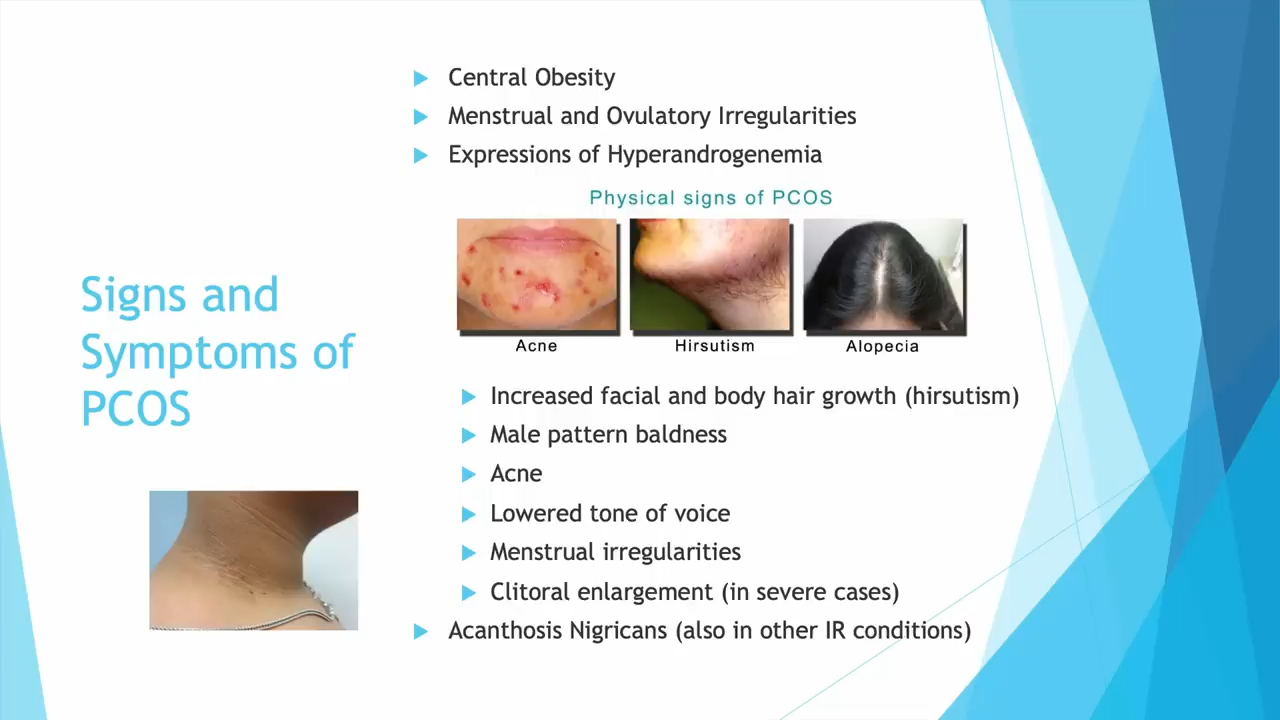 Signs and
Symptoms of
PCOS
Central Obesity
Menstrual and Ovulatory Irregularities
Expressions of Hyperandrogenemia
Physical signs of PCOS
Acne
Hirsutism
Alopecia
Increased facial and body hair growth (hirsutism)
Male pattern baldness
Acne
Lowered tone of voice
Menstrual irregularities
Clitoral enlargement (in severe cases)
Acanthosis Nigricans (also in other IR conditions)